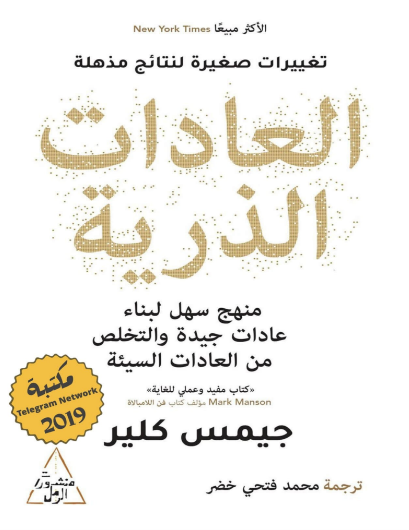 الأكثر مبيعًا New York Times
تغييرات صغيرة لنتائج مذهلة
العادات
الذرية
منهج سهل لبناء
عادات جيدة والتخلص
من العادات السيئة
«كتاب مفيد وعملي للغاية»
Mark Manson مؤلف كتاب فن اللامبالاة
جيمس كلير
مكتبة
Telegram Network
2019
منشورات
الرمل
ترجمة محمد فتحي خضر